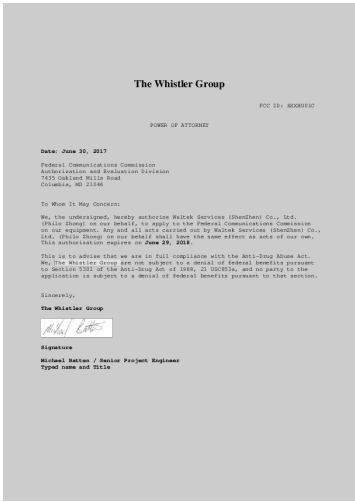 The Whistler Group
FCC ID: HSXWUPIC
POWER OF ATTORNEY
Date: June 30, 2017
Federal Communications Commission
Authorization and Evaluation Division
7435 Oakland Mills Road
Columbia, MD 21046
To Whom It May Concern:
We, the undersigned, hereby authorize Waltek Services (ShenZhen) Co., Ltd.
(Philo Zhong) on our behalf, to apply to the Federal Communications Commission
on our equipment. Any and all acts carried out by Waltek Services (ShenZhen) Co.,
Ltd. (Philo Zhong) on our behalf shall have the same effect as acts of our own.
This authorization expires on June 29, 2018.
This is to advise that we are in full compliance with the Anti-Drug Abuse Act.
We, The Whistler Group are not subject to a denial of federal benefits pursuant
to Section 5301 of the Anti-Drug Act of 1988, 21 USC853a, and no party to the
application is subject to a denial of federal benefits pursuant to that section.
Sincerely,
The Whistler Group
Michael Batten
Signature
Michael Batten / Senior Project Engineer
Typed name and Title